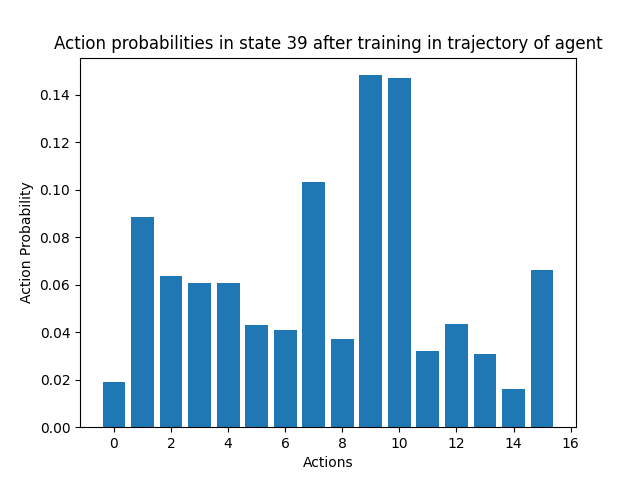 Action probabilities in state 39 after training in trajectory of agent
0.14
0.12
0.10
0.08
0.06
0.04
0.02
0.00
Action Probability
0 2 4 6 8 10 12 14 16
Actions